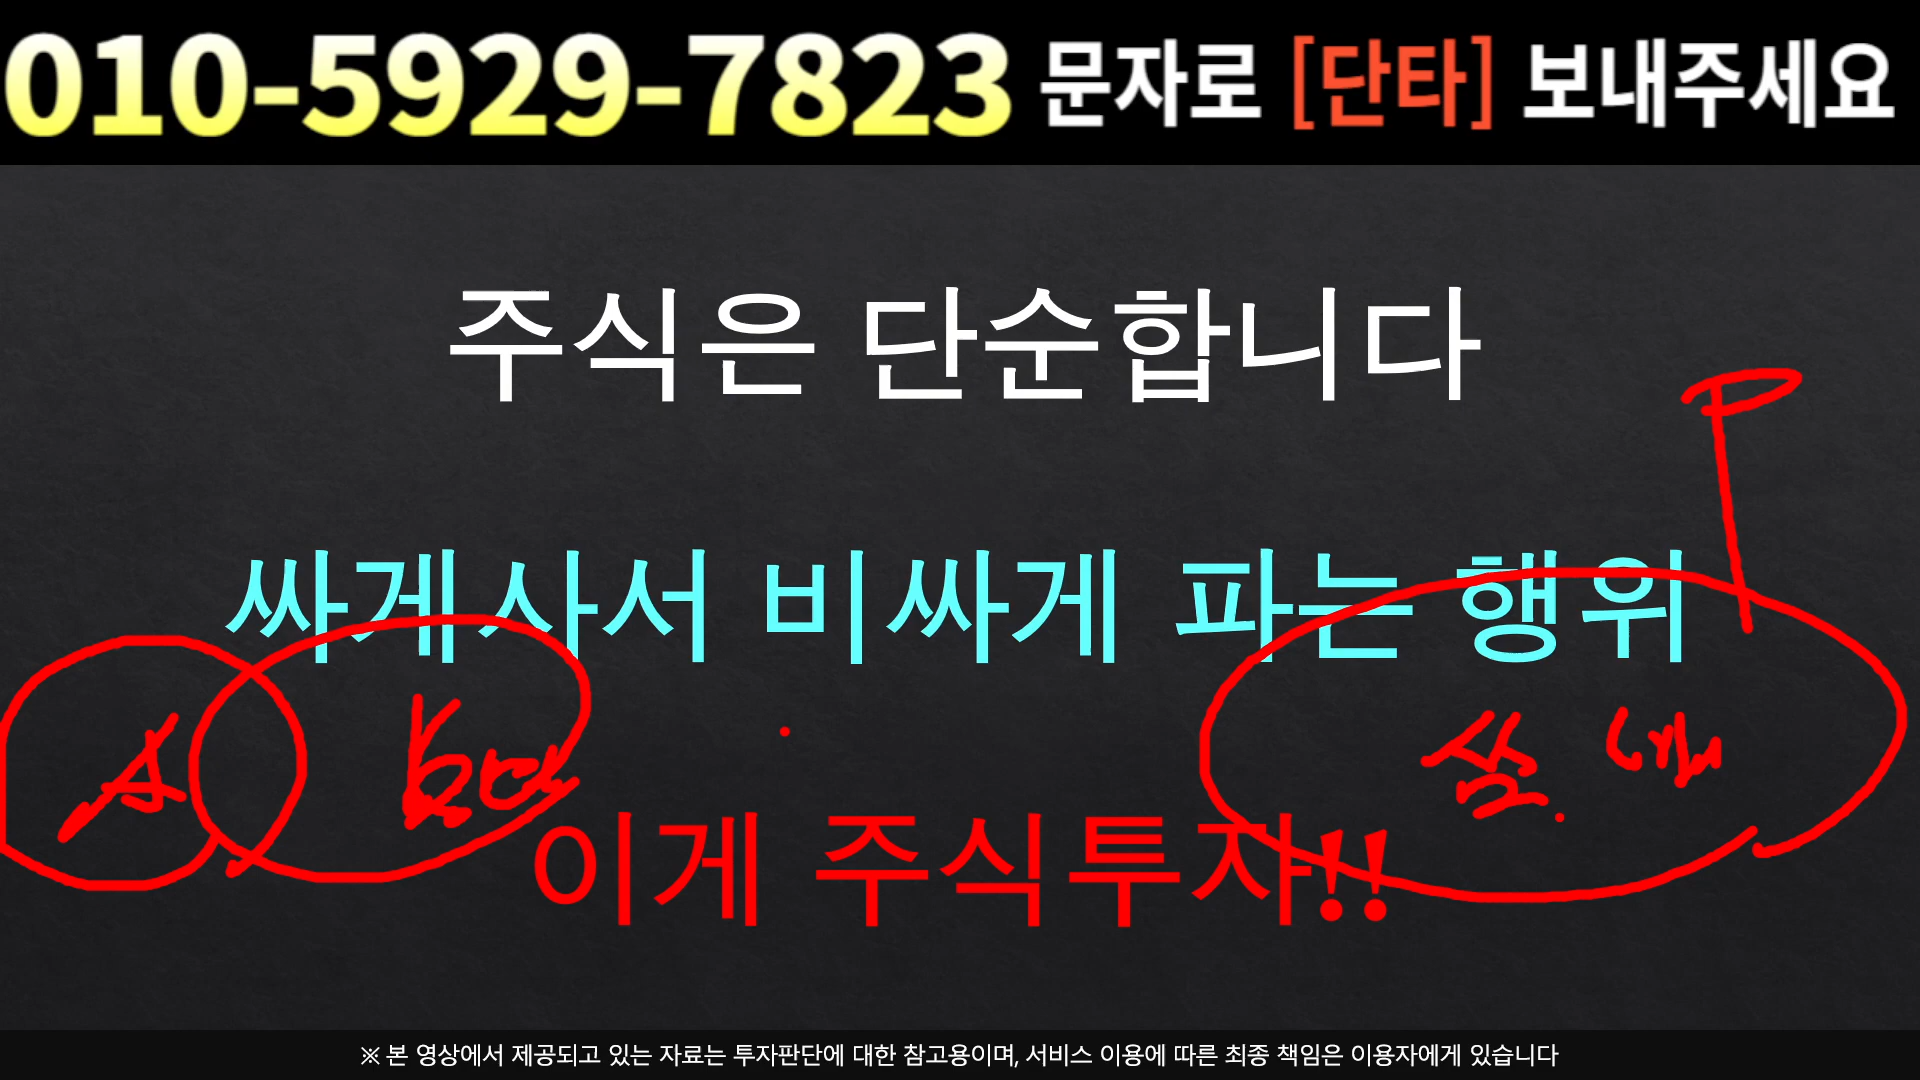 010-5929-7823 문자로 [단타] 보내주세요
주식은 단순합니다
싸게사서 비싸게 파는 행위
이게 주식투자!!
※ 본 영상에서 제공되고 있는 자료는 투자판단에 대한 참고용이며, 서비스 이용에 따른 최종 책임은 이용자에게 있습니다